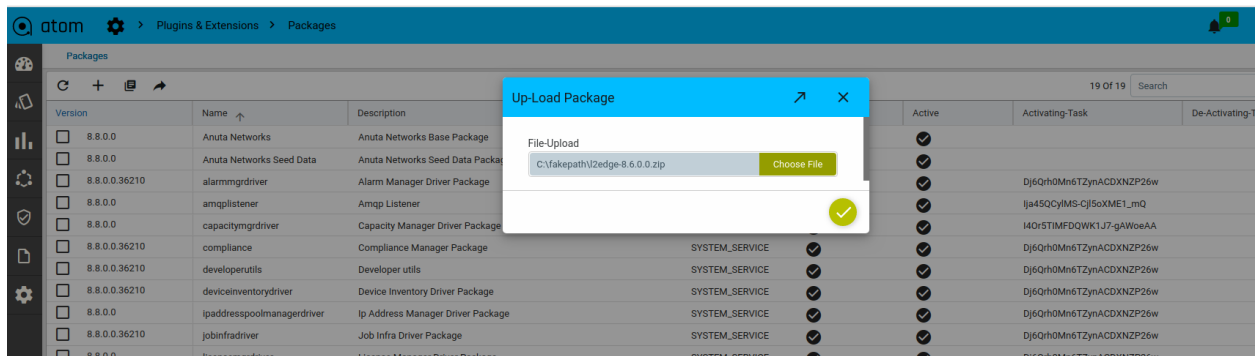 atom > Plugins & Extensions > Packages 0
Packages
19 Of 19 Search
Version Name Description Active Activating-Task De-Activating-T
8.8.0.0 Anuta Networks Anuta Networks Base Package
8.8.0.0 Anuta Networks Seed Data Anuta Networks Seed Data Packag
8.8.0.0.36210 alarmmgrdriver Alarm Manager Driver Package Dj6Qrh0Mn6TZynACDXNZP26w
8.8.0.0 amqplistener Amqp Listener Ija45QCylMS-Cjl5oXME1_mQ
8.8.0.0 capacitymgrdriver Capacity Manager Driver Package I4Or5TIMFDQWK1J7-gAWoeAA
8.8.0.0.36210 compliance Compliance Manager Package SYSTEM_SERVICE Dj6Qrh0Mn6TZynACDXNZP26w
8.8.0.0.36210 developerutils Developer utils SYSTEM_SERVICE Dj6Qrh0Mn6TZynACDXNZP26w
8.8.0.0.36210 deviceinventorydriver Device Inventory Driver Package SYSTEM_SERVICE Dj6Qrh0Mn6TZynACDXNZP26w
8.8.0.0 ipaddresspoolmanagerdriver Ip Address Manager Driver Package SYSTEM_SERVICE Dj6Qrh0Mn6TZynACDXNZP26w
8.8.0.0.36210 jobinfradriver Job Infra Driver Package SYSTEM_SERVICE Dj6Qrh0Mn6TZynACDXNZP26w
Up-Load Package
File-Upload
C:\fakepath\l2edge-8.6.0.0.zip Choose File